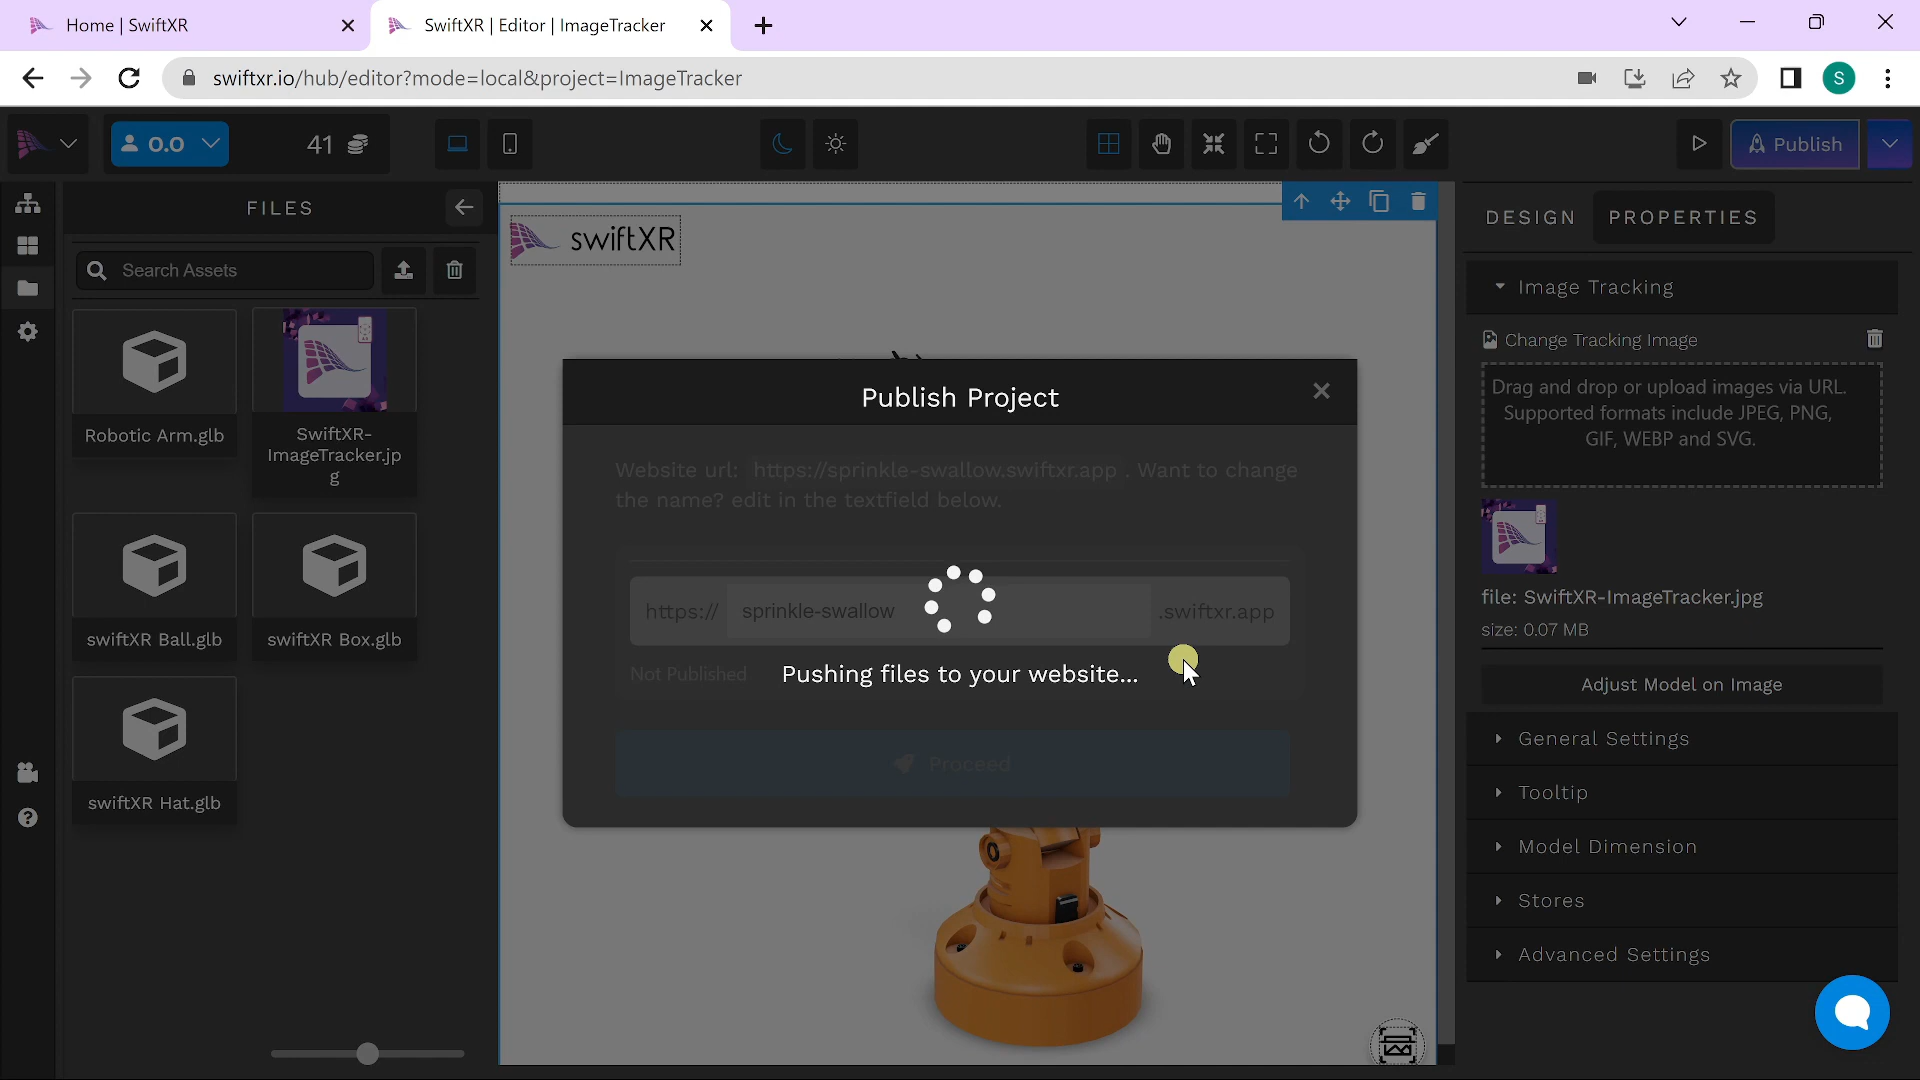 Home | SwiftXR
SwiftXR | Editor | ImageTracker
swiftxr.io/hub/editor?mode=local&project=ImageTracker
S
0.0
41
Publish
FILES
Search Assets
Robotic Arm.glb
SwiftXR-
ImageTracker.jp
g
swiftXR Ball.glb
swiftXR Box.glb
swiftXR Hat.glb
swiftXR
Publish Project
Website url: https://sprinkle-swallow.swiftxr.app . Want to change
the name? edit in the textfield below.
https:// sprinkle-swallow .swiftxr.app
Not Published
Pushing files to your website...
Proceed
DESIGN
PROPERTIES
Image Tracking
Change Tracking Image
Drag and drop or upload images via URL.
Supported formats include JPEG, PNG,
GIF, WEBP and SVG.
file: SwiftXR-ImageTracker.jpg
size: 0.07 MB
Adjust Model on Image
General Settings
Tooltip
Model Dimension
Stores
Advanced Settings